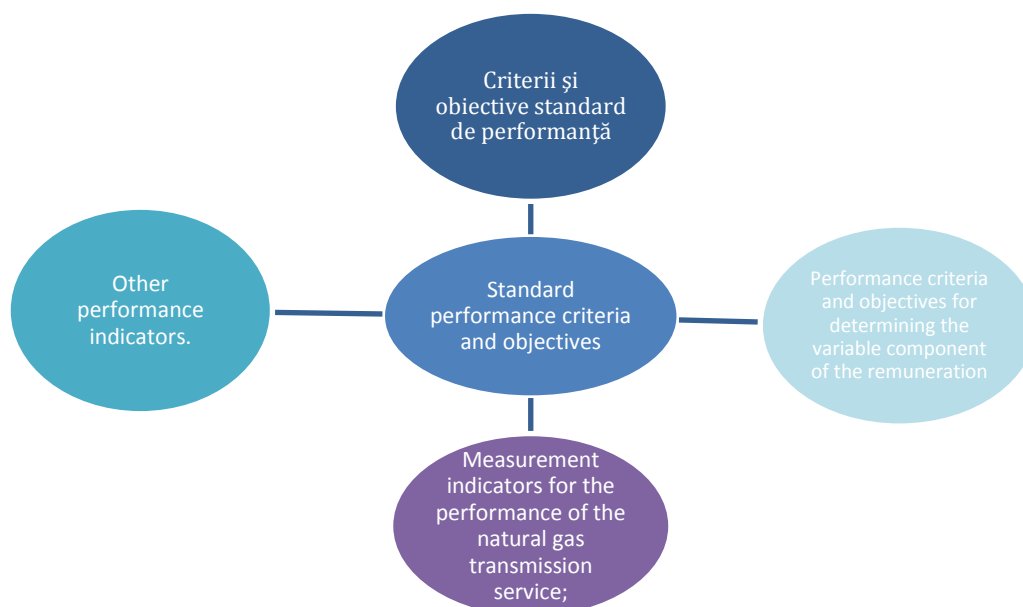 Criterii şi
obiective standard
de performanţă
Other
performance
indicators.
Standard
performance criteria
and objectives
Performance criteria
and objectives for
determining the
variable component
of the remuneration
Measurement
indicators for the
performance of the
natural gas
transmission
service;